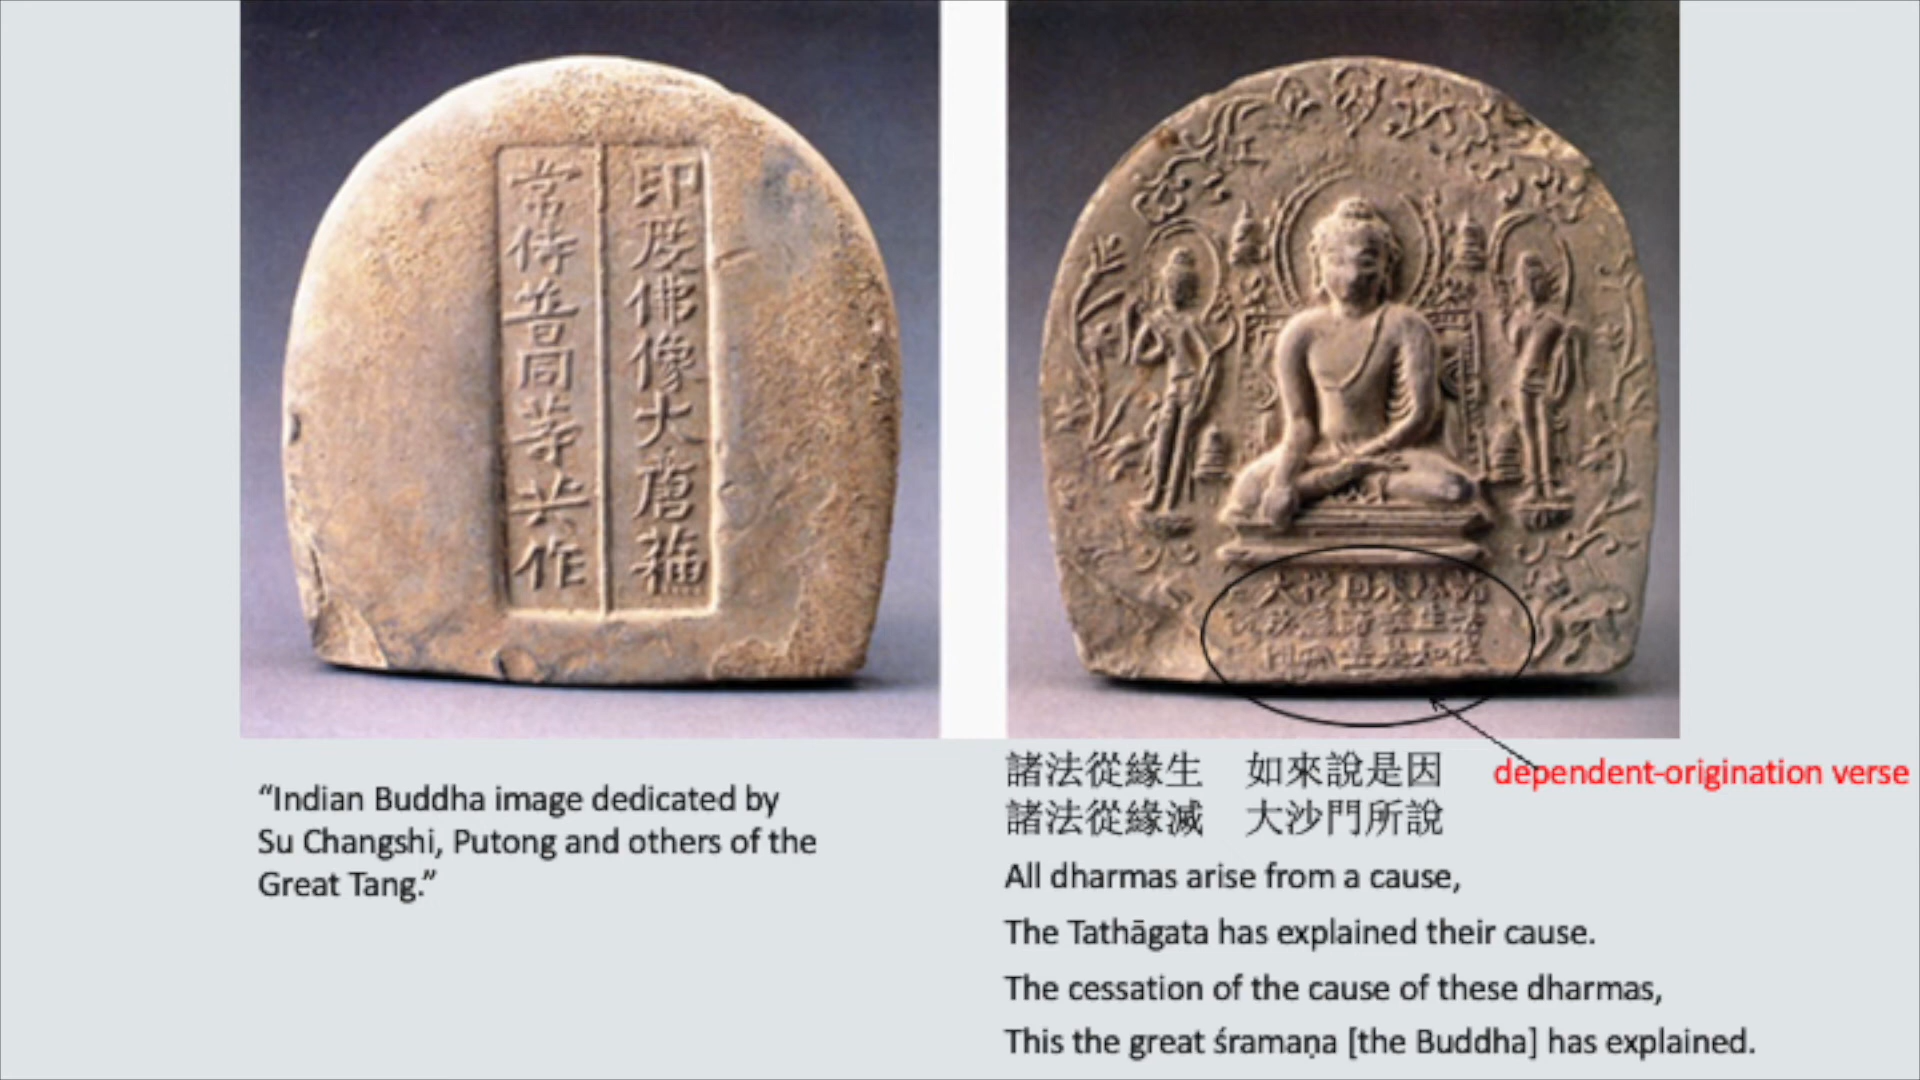 印度佛像大唐蘓
常侍普同等共作
“Indian Buddha image dedicated by
Su Changshi, Putong and others of the
Great Tang.”
諸法從緣生 如來說是因
諸法從緣滅 大沙門所說
dependent-origination verse
All dharmas arise from a cause,
The Tathāgata has explained their cause.
The cessation of the cause of these dharmas,
This the great śramaṇa [the Buddha] has explained.